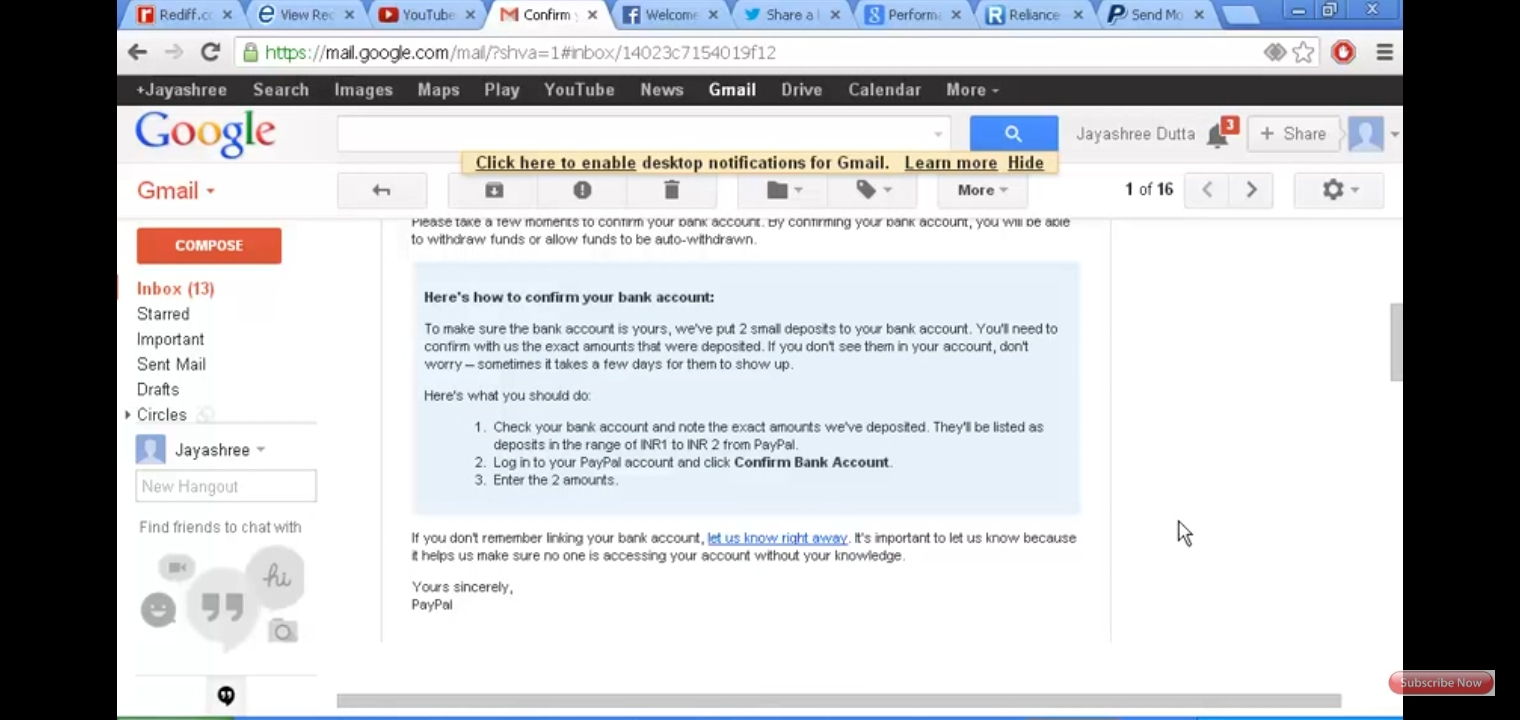 Rediff.c
View Rec
YouTube
Confirm
Welcome
Share a
Performa
Reliance
Send Mo
https://mail.google.com/mail/?shva=1#inbox/14023c7154019f12
+Jayashree Search Images Maps Play YouTube News Gmail Drive Calendar More
Google
Jayashree Dutta
3
+ Share
Click here to enable desktop notifications for Gmail. Learn more Hide
Gmail
More
1 of 16
COMPOSE
Inbox (13)
Starred
Important
Sent Mail
Drafts
Circles
Jayashree
New Hangout
Find friends to chat with
hi
Please take a few moments to confirm your bank account. By confirming your bank account, you will be able
to withdraw funds or allow funds to be auto-withdrawn.
Here's how to confirm your bank account:
To make sure the bank account is yours, we've put 2 small deposits to your bank account. You'll need to
confirm with us the exact amounts that were deposited. If you don't see them in your account, don't
worry – sometimes it takes a few days for them to show up.
Here's what you should do:
1. Check your bank account and note the exact amounts we've deposited. They'll be listed as
deposits in the range of INR1 to INR 2 from PayPal.
2. Log in to your PayPal account and click Confirm Bank Account.
3. Enter the 2 amounts.
If you don't remember linking your bank account, let us know right away. It's important to let us know because
it helps us make sure no one is accessing your account without your knowledge.
Yours sincerely,
PayPal
Subscribe Now